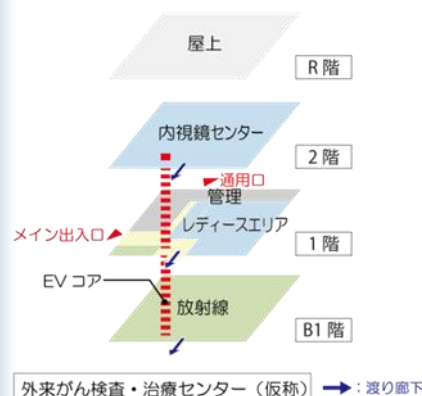 屋上
R 階
内視鏡センター
2 階
通用口
管理
レディースエリア
メイン出入口
1 階
EV コア
放射線
B1 階
外来がん検査・治療センター（仮称）
：渡り廊下